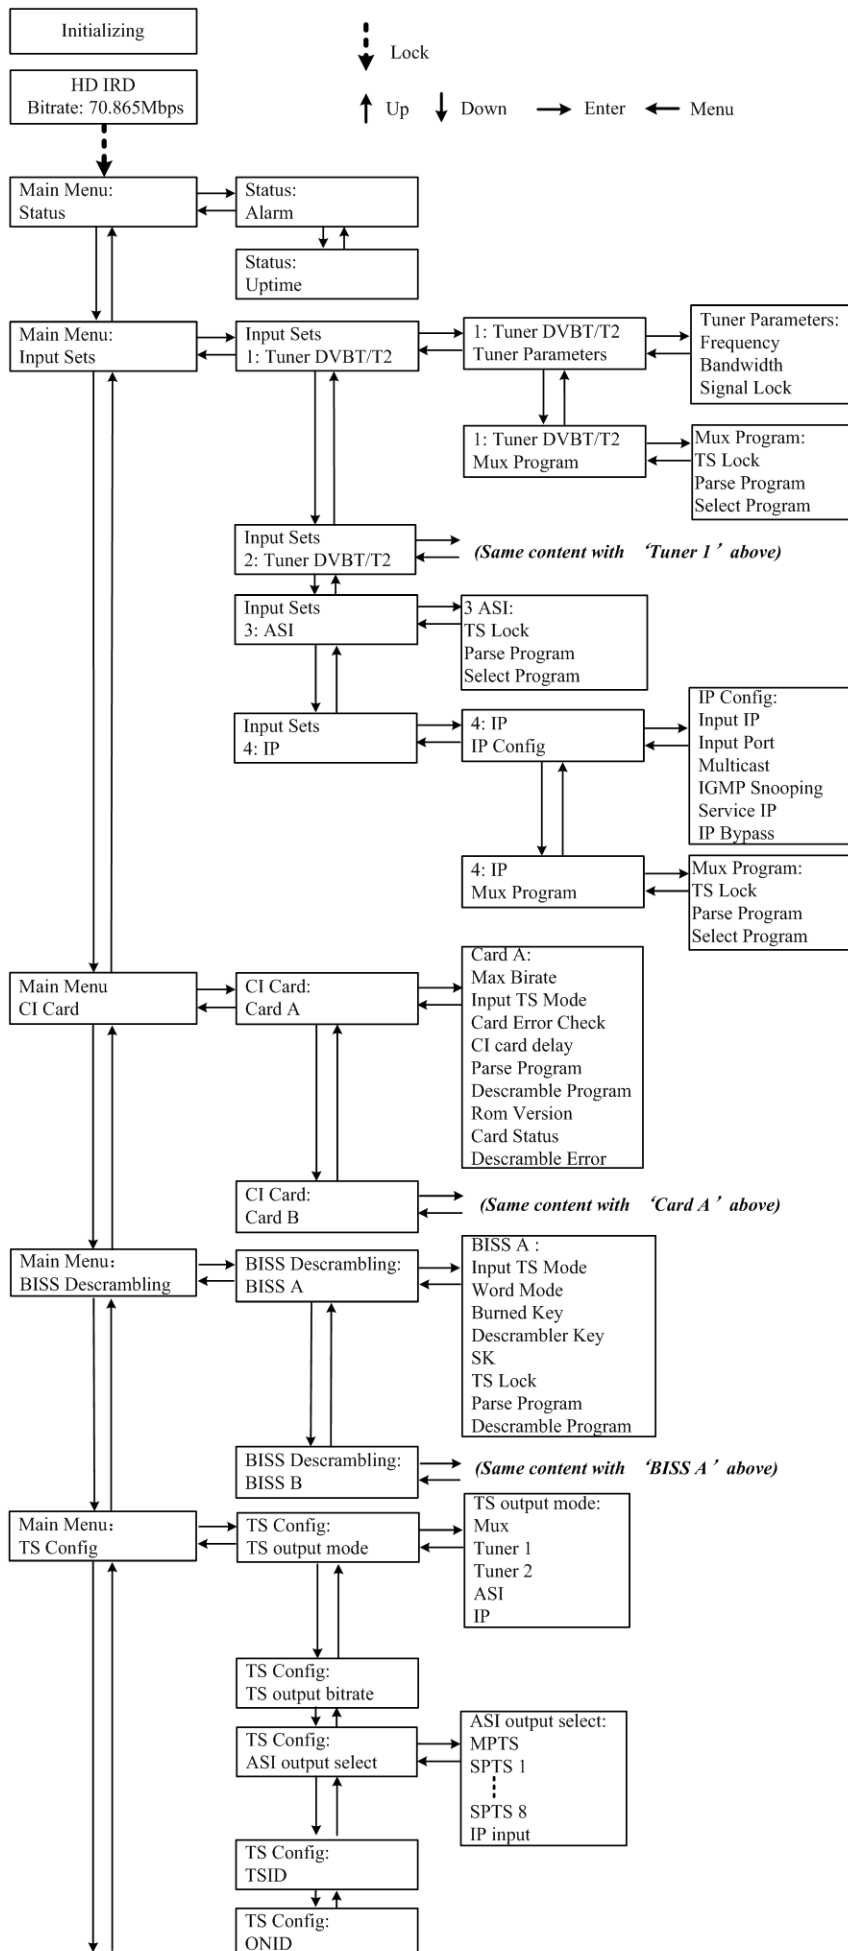 Initializing
HD IRD
Bitrate: 70.865Mbps
Lock
Up Down Enter Menu
Main Menu:
Status
Status:
Alarm
Status:
Uptime
Main Menu:
Input Sets
Input Sets
1: Tuner DVBT/T2
1: Tuner DVBT/T2
Tuner Parameters
Tuner Parameters:
Frequency
Bandwidth
Signal Lock
1: Tuner DVBT/T2
Mux Program
Mux Program:
TS Lock
Parse Program
Select Program
Input Sets
2: Tuner DVBT/T2
(Same content with ‘Tuner 1’ above)
Input Sets
3: ASI
3 ASI:
TS Lock
Parse Program
Select Program
Input Sets
4: IP
4: IP
IP Config
IP Config:
Input IP
Input Port
Multicast
IGMP Snooping
Service IP
IP Bypass
4: IP
Mux Program
Mux Program:
TS Lock
Parse Program
Select Program
Main Menu
CI Card
CI Card:
Card A
Card A:
Max Birate
Input TS Mode
Card Error Check
CI card delay
Parse Program
Descramble Program
Rom Version
Card Status
Descramble Error
CI Card:
Card B
(Same content with ‘Card A’ above)
Main Menu:
BISS Descrambling
BISS Descrambling:
BISS A
BISS A :
Input TS Mode
Word Mode
Burned Key
Descrambler Key
SK
TS Lock
Parse Program
Descramble Program
BISS Descrambling:
BISS B
(Same content with ‘BISS A’ above)
Main Menu:
TS Config
TS Config:
TS output mode
TS output mode:
Mux
Tuner 1
Tuner 2
ASI
IP
TS Config:
TS output bitrate
TS Config:
ASI output select
ASI output select:
MPTS
SPTS 1
SPTS 8
IP input
TS Config:
TSID
TS Config:
ONID